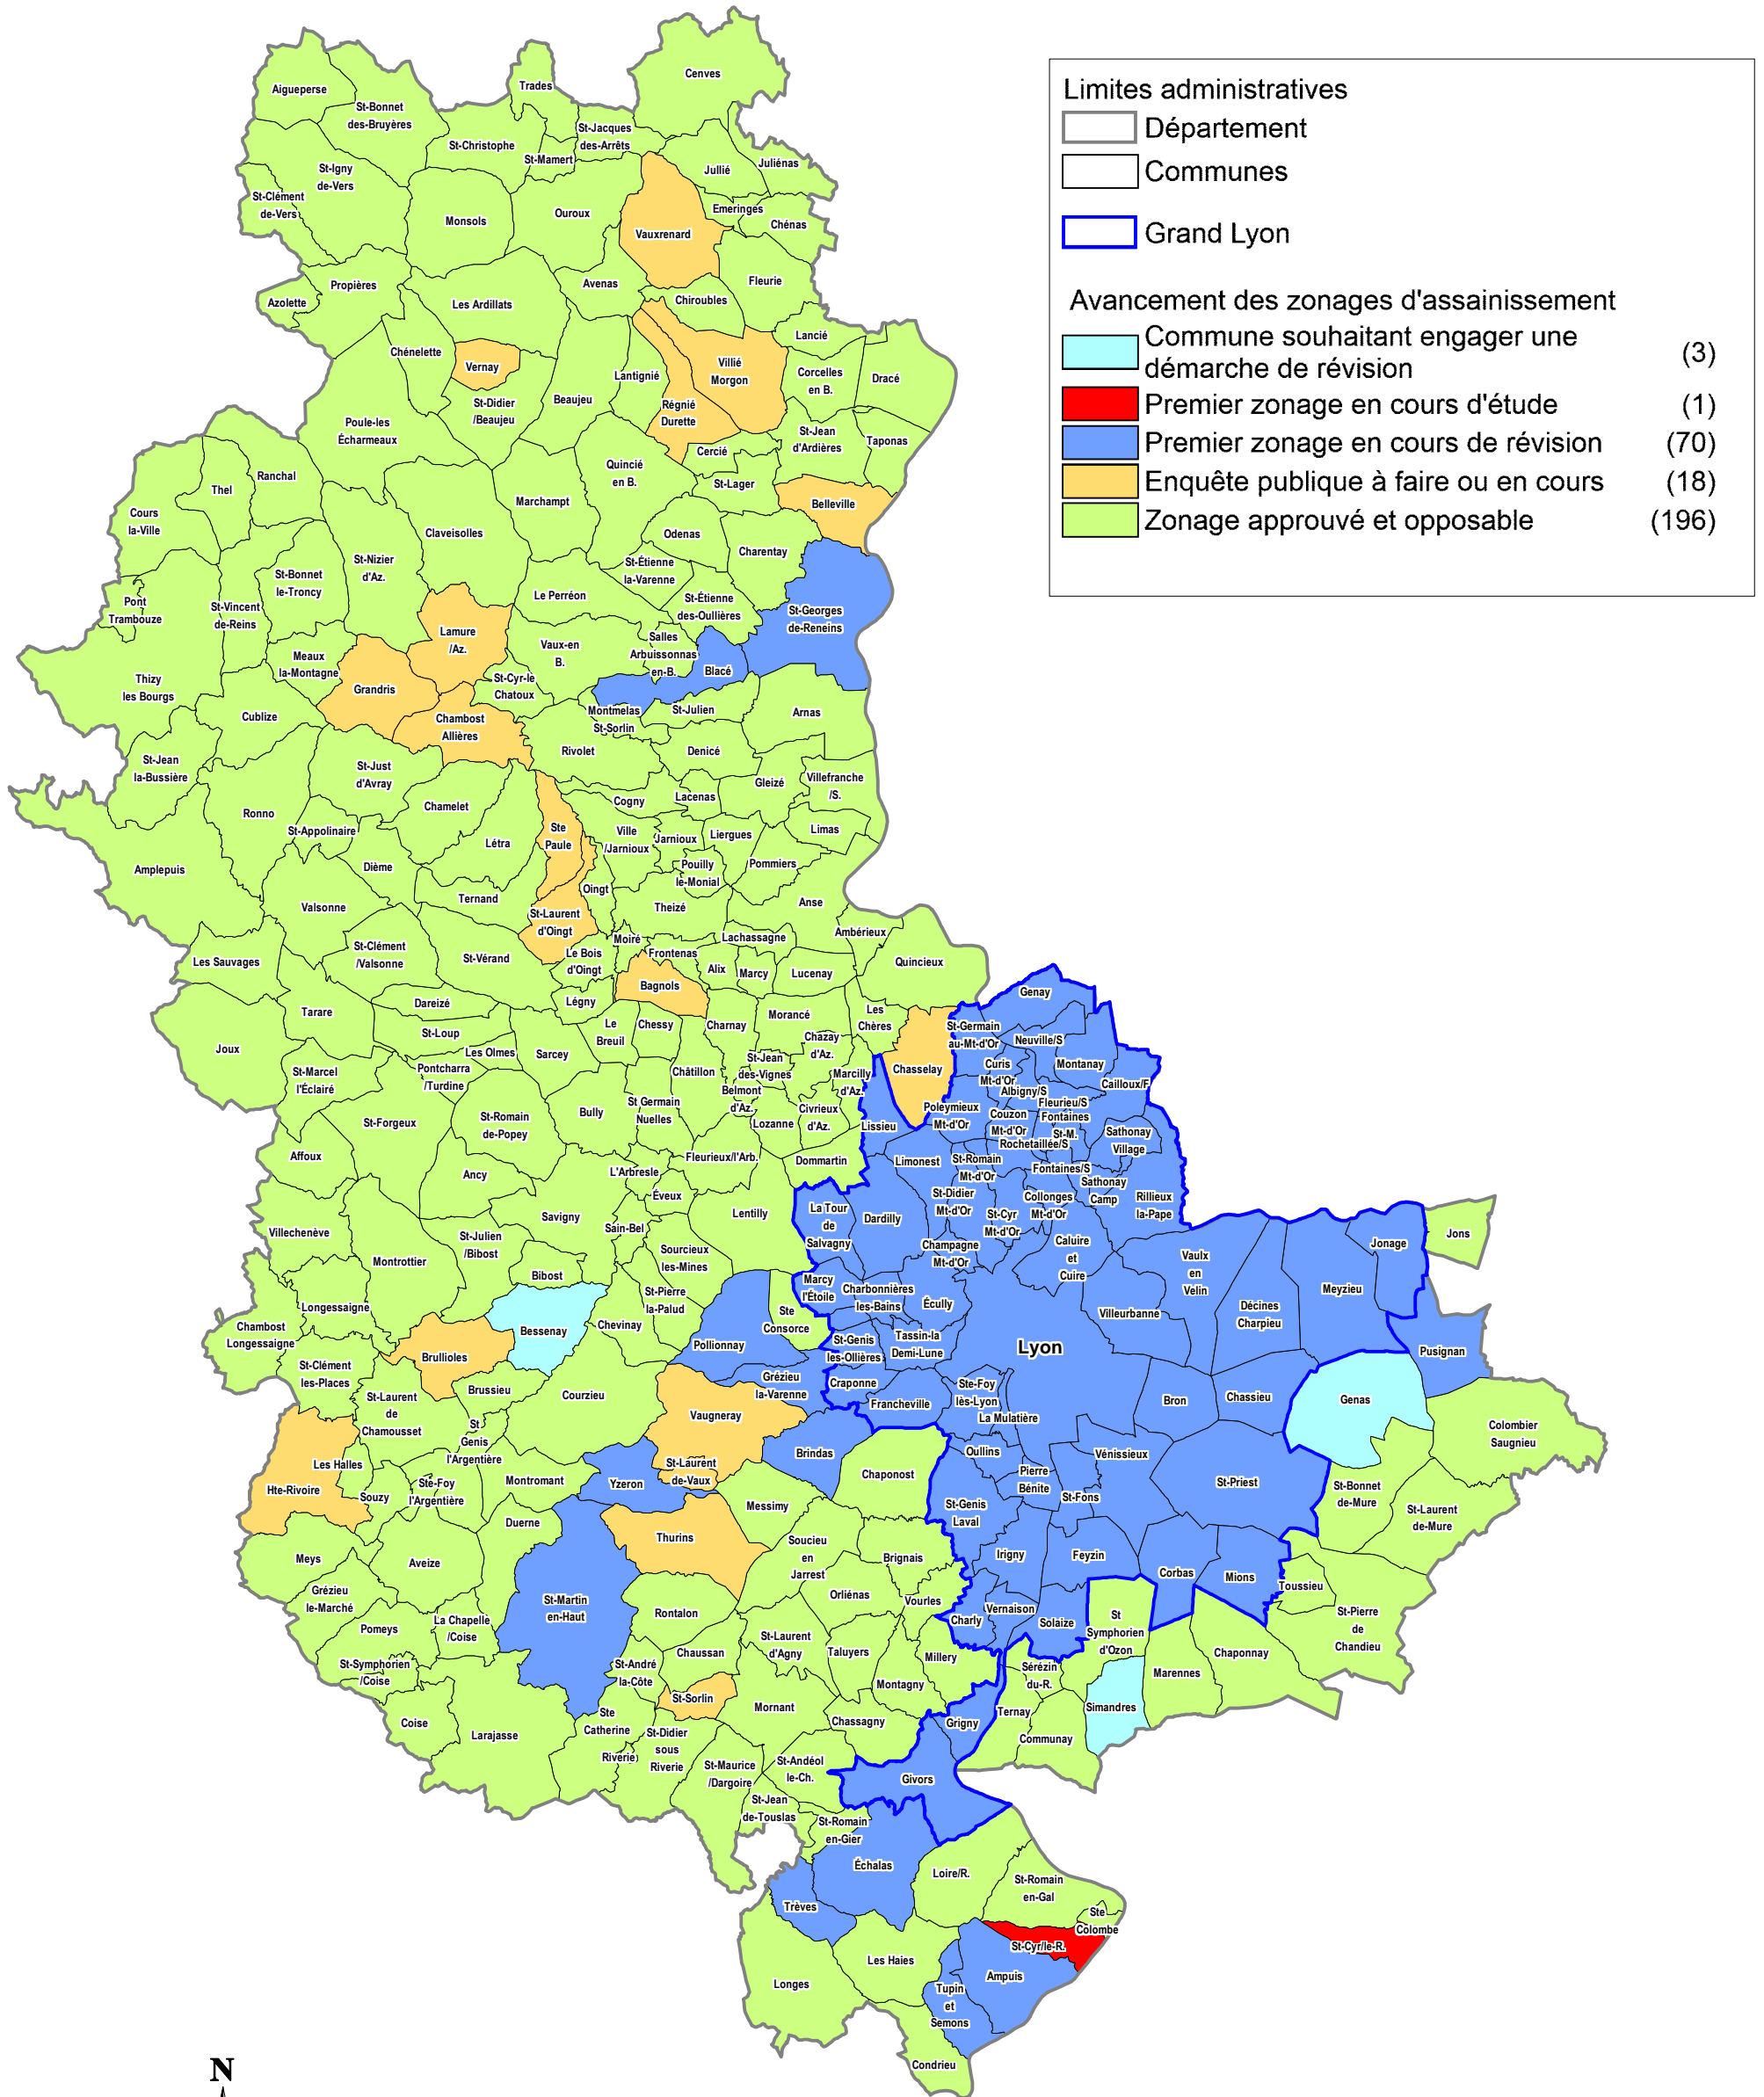 Limites administratives
Département
Communes
Grand Lyon
Avancement des zonages d'assainissement
Commune souhaitant engager une
démarche de révision
(3)
Premier zonage en cours d'étude (1)
Premier zonage en cours de révision (70)
Enquête publique à faire ou en cours (18)
Zonage approuvé et opposable (196)
Cenves
Aigueperse
Trades
St-Bonnet
des-Bruyères
St-Jacques
des-Arrêts
St-Christophe
St-Mamert
Jullié
Juliénas
St-Igny
de-Vers
St-Clément
de-Vers
Monsols
Ouroux
Vauxrenard
Emeringes
Chénas
Fleurie
Avenas
Propières
Azolette
Les Ardillats
Chiroubles
Lancié
Chénelette
Vernay
Villié
Morgon
Lantignié
Corcelles
en B.
Dracé
St-Didier
/Beaujeu
Beaujeu
Régnié
Durette
Poule-les
Écharmeaux
St-Jean
d'Ardières
Taponas
Cercié
Quincié
en B.
St-Lager
Ranchal
Thel
Marchampt
Belleville
Cours
la-Ville
Claveisolles
Odenas
Charentay
St-Nizier
d'Az.
St-Étienne
la-Varenne
St-Bonnet
le-Troncy
Le Perréon
St-Étienne
des-Oullières
Pont
Trambouze
St-Vincent
de-Reins
St-Georges
de-Reneins
Lamure
/Az.
Salles
Arbuissonnas
en-B.
Vaux-en
B.
Blacé
Meaux
la-Montagne
Thizy
les Bourgs
Grandris
St-Cyr-le
Chatoux
Cublize
Chambost
Allières
Montmelas
St-Sorlin
St-Julien
Arnas
Rivolet
Denicé
St-Jean
la-Bussière
St-Just
d'Avray
Gleizé
Villefranche
/S.
Ronno
Chamelet
Cogny
Lacenas
St-Appolinaire
Létra
Ste
Paule
Ville
/Jarnioux
Jarnioux
Liergues
Limas
Amplepuis
Dième
Pouilly
le-Monial
Pommiers
Ternand
Oingt
Valsonne
Theizé
Anse
St-Laurent
d'Oingt
Moiré
Lachassagne
Ambérieux
Les Sauvages
St-Clément
/Valsonne
St-Vérand
Le Bois
d'Oingt
Frontenas
Alix
Marcy
Lucenay
Quincieux
Bagnols
Tarare
Dareizé
Légny
Genay
Joux
St-Loup
Le
Breuil
Chessy
Charnay
Morancé
Les
Chères
St-Germain
au-Mt-d'Or
Neuville/S
Les Olmes
Sarcey
Chazay
d'Az.
St-Jean
des-Vignes
Chasselay
Curis
Mt-d'Or
Montanay
St-Marcel
l'Éclairé
Pontcharra
/Turdine
Châtillon
Marcilly
d'Az.
Cailloux/F
Albigny/S
Fleurieu/S
Belmont
d'Az.
St-Forgeux
St-Romain
de-Popey
Bully
St Germain
Nuelles
Lozanne
Civrieux
d'Az.
Lissieu
Poleymieux
Mt-d'Or
Couzon
Mt-d'Or
Fontaines
St-M.
Rochetaillée/S
Sathonay
Village
Affoux
Fleurieux/l'Arb.
Dommartin
Limonest
St-Romain
Mt-d'Or
Fontaines/S
Ancy
L'Arbresle
Éveux
Sathonay
Camp
Rillieux
la-Pape
St-Didier
Mt-d'Or
Collonges
Mt-d'Or
Villechenève
Savigny
Lentilly
La Tour
de
Salvagny
Dardilly
St-Cyr
Mt-d'Or
Jons
St-Julien
/Bibost
Sain-Bel
Montrottier
Sourcieux
les-Mines
Champagne
Mt-d'Or
Caluire
et
Cuire
Vaulx
en
Velin
Jonage
Bibost
Marcy
l'Étoile
Charbonnières
les-Bains
Meyzieu
Longessaigne
St-Pierre
la-Palud
Ste
Consorce
Écully
Villeurbanne
Décines
Charpieu
Chambost
Longessaigne
Bessenay
Chevinay
Pollionnay
St-Genis
les-Ollières
Tassin-la
Demi-Lune
Lyon
Pusignan
Brullioles
St-Clément
les-Places
Grézieu
la-Varenne
Craponne
Brussieu
Courzieu
Francheville
Ste-Foy
lès-Lyon
La Mulatière
Bron
Chassieu
Genas
St-Laurent
de
Chamousset
Vaugneray
Colombier
Saugnieu
St
Genis
l'Argentière
Brindas
Oullins
Vénissieux
Les Halles
St-Laurent
de-Vaux
Chaponost
Pierre
Bénite
St-Priest
Hte-Rivoire
Souzy
Ste-Foy
l'Argentière
Montromant
Yzeron
St-Fons
St-Bonnet
de-Mure
St-Laurent
de-Mure
Messimy
St-Genis
Laval
Duerne
Thurins
Soucieu
en
Jarrest
Meys
Aveize
Brignais
Irigny
Feyzin
Corbas
Mions
Toussieu
Grézieu
le-Marché
Orliénas
Vourles
St-Martin
en-Haut
Rontalon
Vernaison
Charly
Solaize
St
Symphorien
d'Ozon
St-Pierre
de
Chandieu
Pomeys
La Chapelle
/Coise
Chaussan
St-Laurent
d'Agny
Taluyers
Millery
Chaponnay
St-Symphorien
/Coise
St-André
la-Côte
Sérézin
du-R.
Marennes
St-Sorlin
Montagny
Mornant
Simandres
Ternay
Coise
Larajasse
Ste
Catherine
Chassagny
Grigny
Communay
St-Didier
sous
Riverie
Riverie
St-Maurice
/Dargoire
St-Andéol
le-Ch.
Givors
St-Jean
de-Touslas
St-Romain
en-Gier
Échalas
Loire/R.
St-Romain
en-Gal
Trèves
Ste
Colombe
St-Cyr/le-R.
Les Haies
Longes
Ampuis
Tupin
et
Semons
Condrieu
N